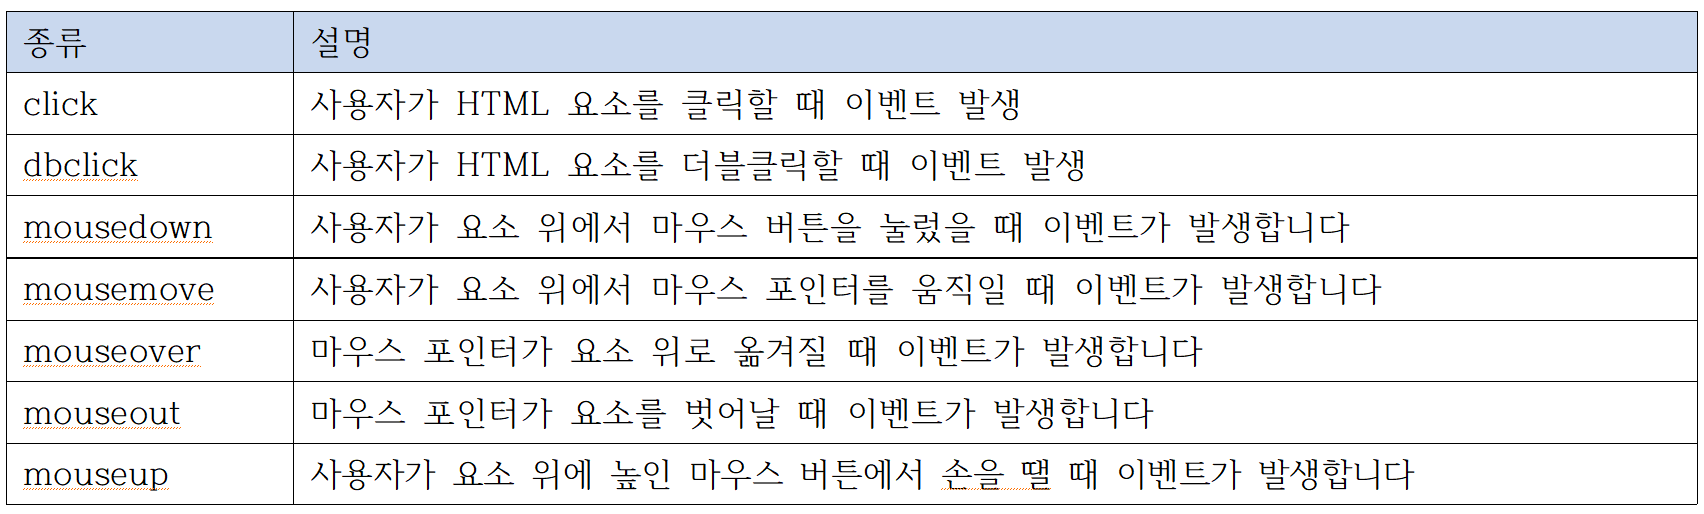 종류 설명
click 사용자가 HTML 요소를 클릭할 때 이벤트 발생
dbclick 사용자가 HTML 요소를 더블클릭할 때 이벤트 발생
mousedown 사용자가 요소 위에서 마우스 버튼을 눌렀을 때 이벤트가 발생합니다
mousemove 사용자가 요소 위에서 마우스 포인터를 움직일 때 이벤트가 발생합니다
mouseover 마우스 포인터가 요소 위로 옮겨질 때 이벤트가 발생합니다
mouseout 마우스 포인터가 요소를 벗어날 때 이벤트가 발생합니다
mouseup 사용자가 요소 위에 높인 마우스 버튼에서 손을 땔 때 이벤트가 발생합니다